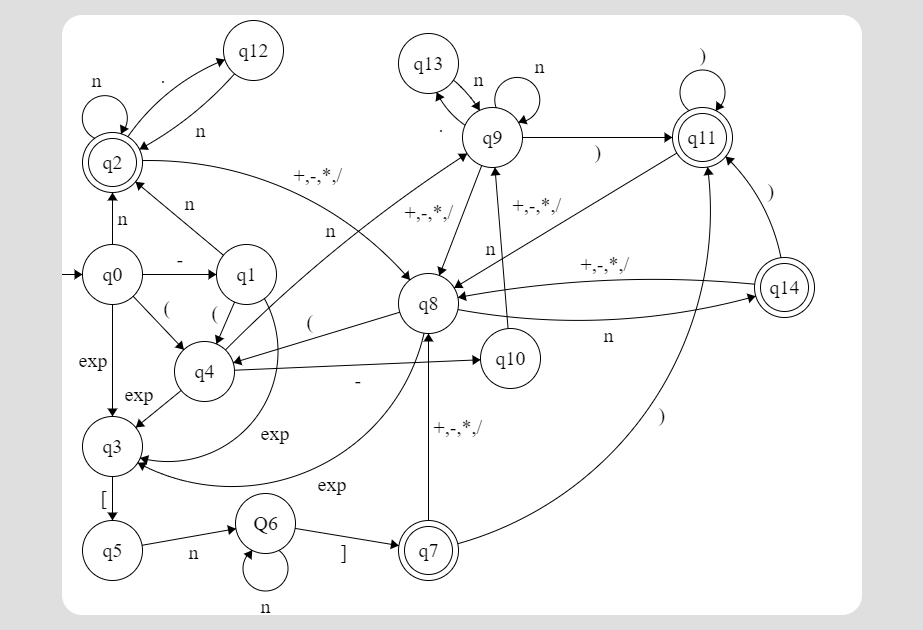 q12
q13
n
.
n
n
)
.
n
q2
q9
q11
)
+,-,*,/
n
n
n
+,-,*,/
+,-,*,/
)
n
+,-,*,/
q0
-
q1
q8
q14
(
(
(
n
q4
q10
exp
-
exp
+,-,*,/
)
exp
q3
exp
[
Q6
q5
n
]
q7
n